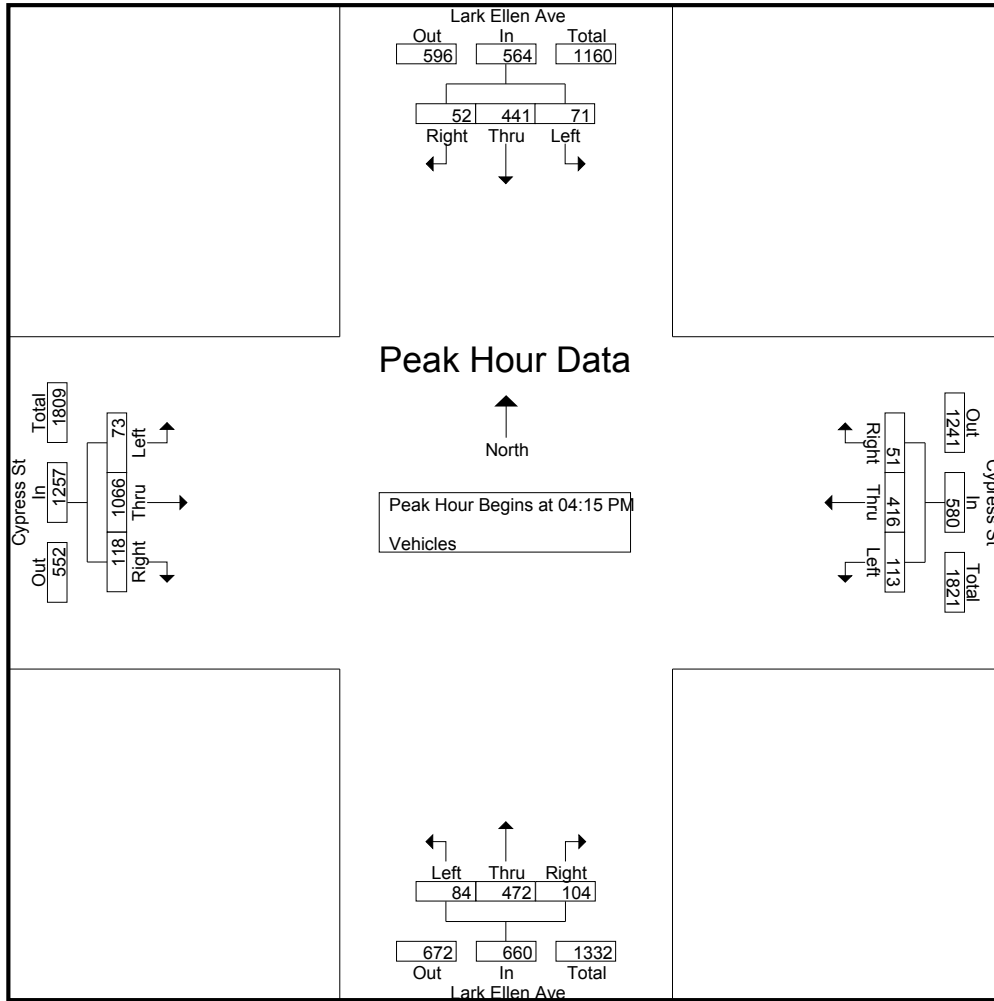 Lark Ellen Ave
Out In Total
596 564 1160
52 441 71
Right Thru Left
Peak Hour Data
North
Peak Hour Begins at 04:15 PM
Vehicles
Cypress St
Out In Total
552 1257 1809
118 1066 73
Right Thru Left
Cypress St
Out In Total
1241 580 1821
51 416 113
Right Thru Left
Left Thru Right
84 472 104
672 660 1332
Out In Total
Lark Ellen Ave